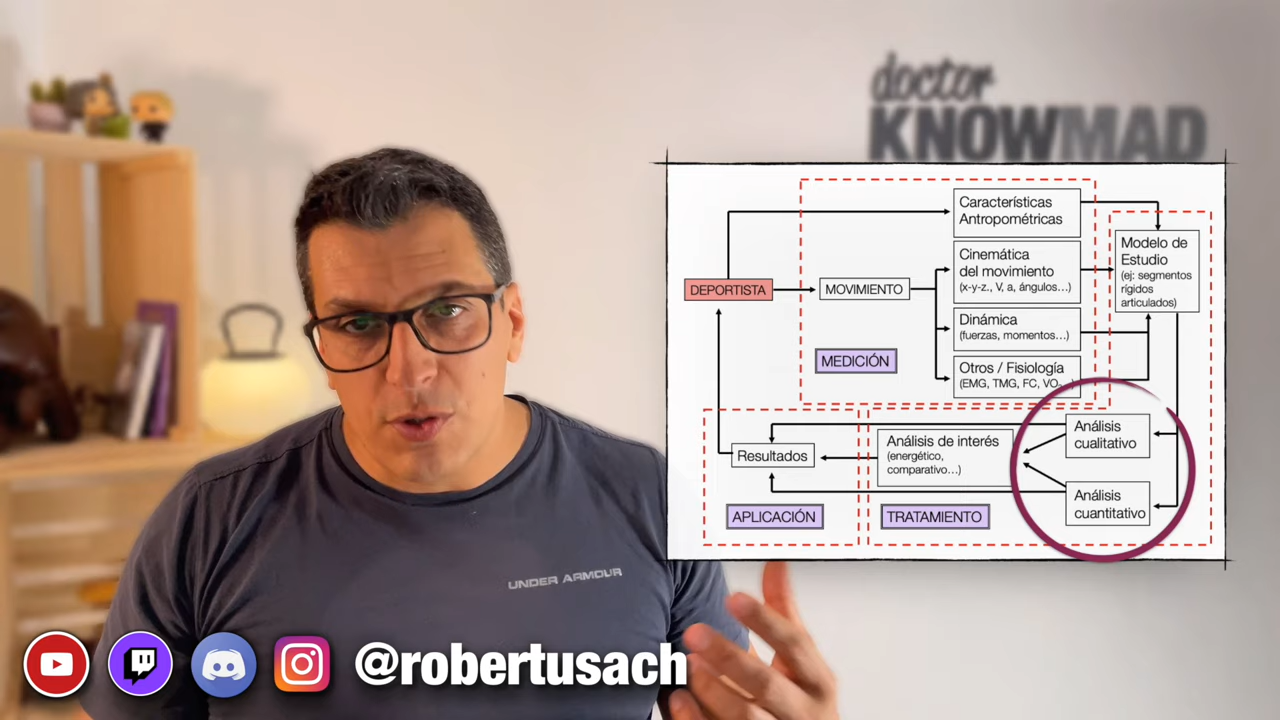 doctor
KNOWMAD
Características
Antropométricas
Cinemática
del movimiento
(x-y-z., V, a, ángulos...)
Modelo de
Estudio
(ej: segmentos
rígidos
articulados)
DEPORTISTA
MOVIMIENTO
Dinámica
(fuerzas, momentos...)
MEDICIÓN
Otros / Fisiología
(EMG, TMG, FC, VO₂...)
Análisis
cualitativo
Análisis de interés
(energético,
comparativo...)
Resultados
Análisis
cuantitativo
APLICACIÓN
TRATAMIENTO
UNDER ARMOUR
@robertusach